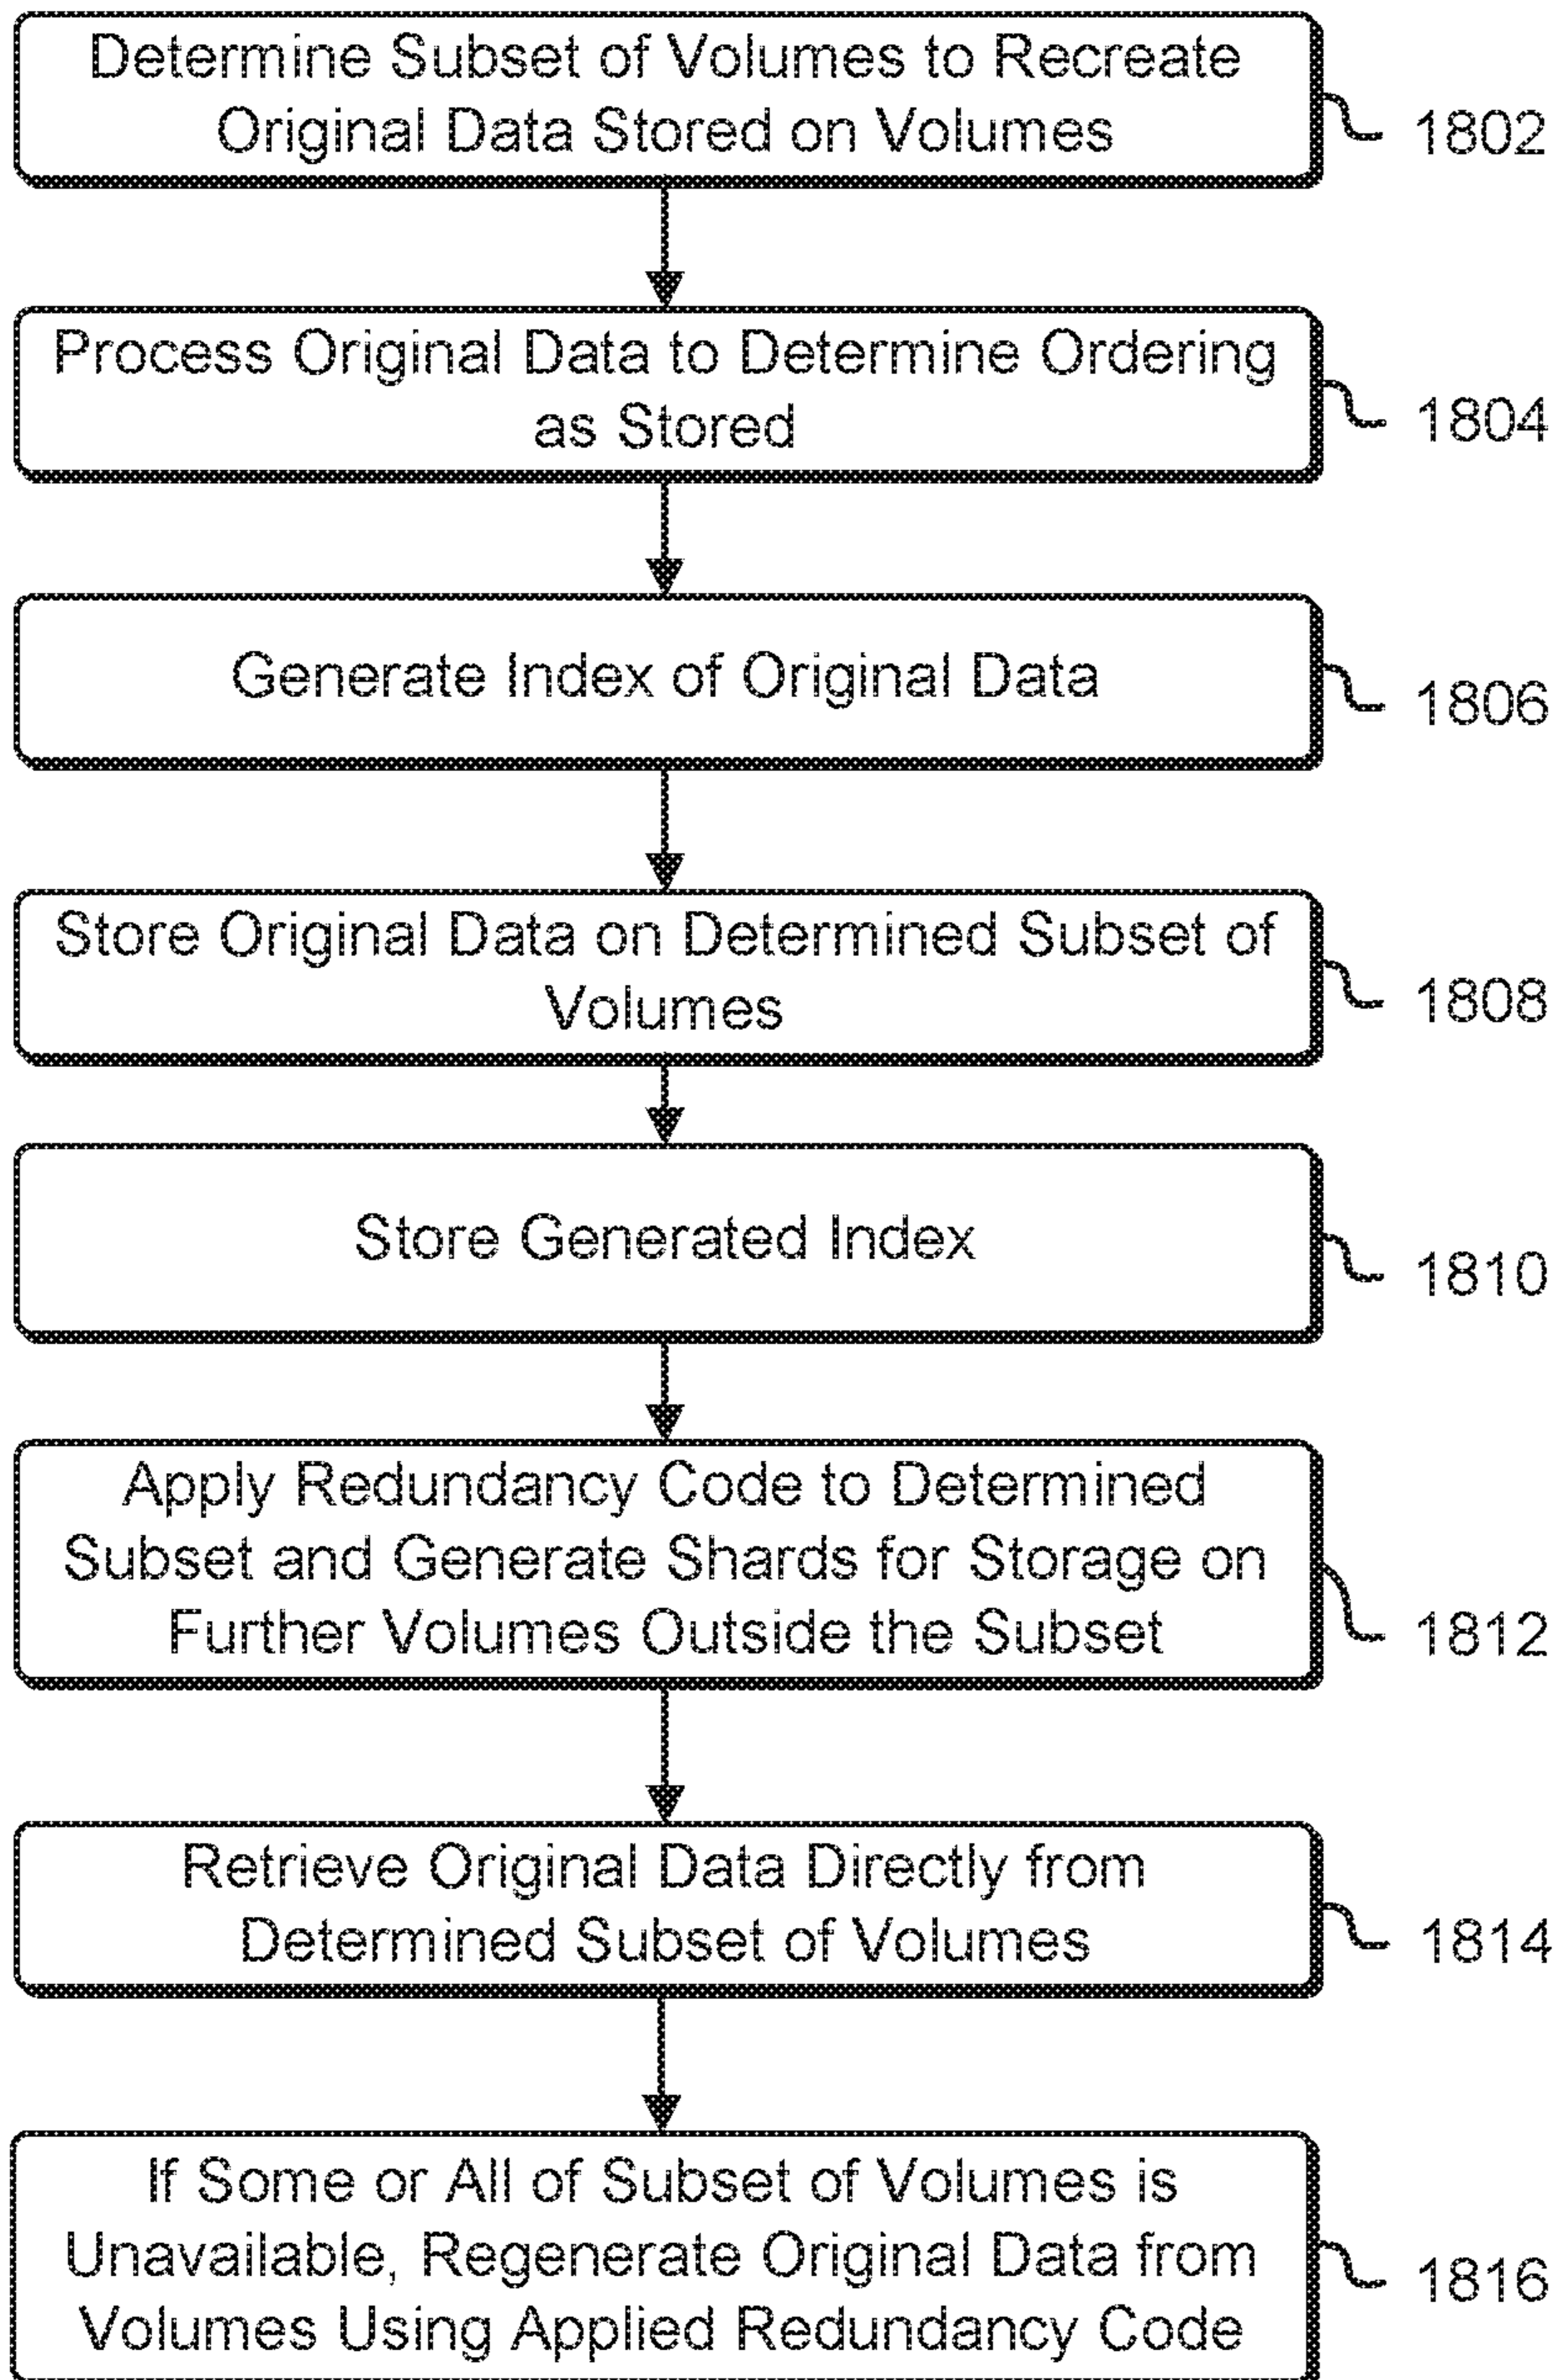 Determine Subset of Volumes to Recreate
Original Data Stored on Volumes
1802
Process Original Data to Determine Ordering
as Stored
1804
Generate Index of Original Data
1806
Store Original Data on Determined Subset of
Volumes
1808
Store Generated Index
1810
Apply Redundancy Code to Determined
Subset and Generate Shards for Storage on
Further Volumes Outside the Subset
1812
Retrieve Original Data Directly from
Determined Subset of Volumes
1814
If Some or All of Subset of Volumes is
Unavailable, Regenerate Original Data from
Volumes Using Applied Redundancy Code
1816